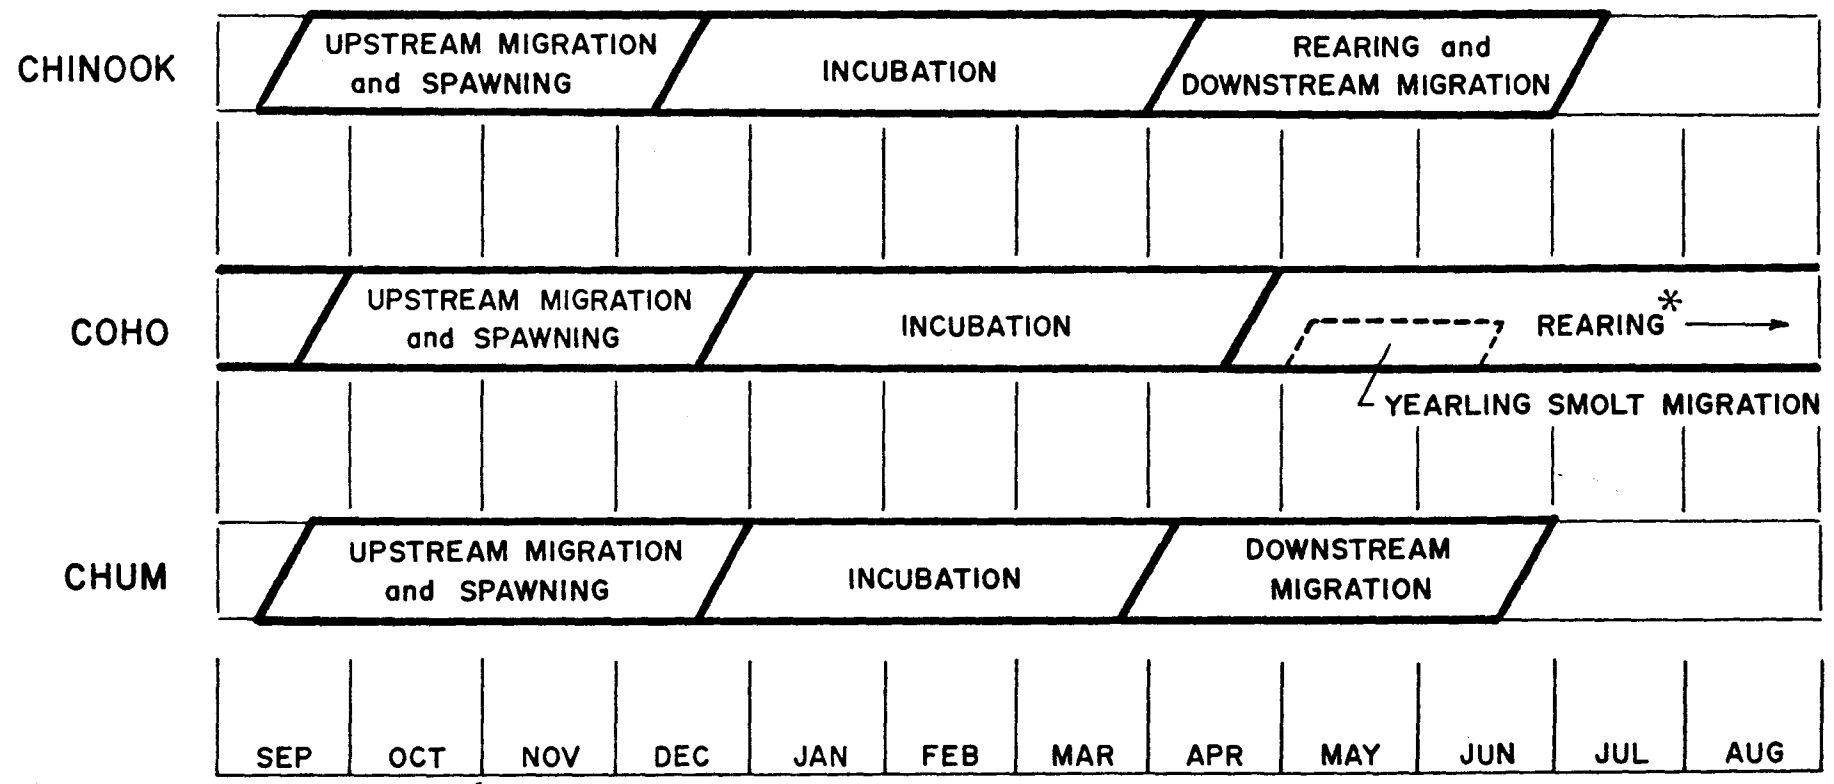 CHINOOK
UPSTREAM MIGRATION
and SPAWNING
INCUBATION
REARING and
DOWNSTREAM MIGRATION
COHO
UPSTREAM MIGRATION
and SPAWNING
INCUBATION
REARING*
YEARLING SMOLT MIGRATION
CHUM
UPSTREAM MIGRATION
and SPAWNING
INCUBATION
DOWNSTREAM
MIGRATION
SEP OCT NOV DEC JAN FEB MAR APR MAY JUN JUL AUG